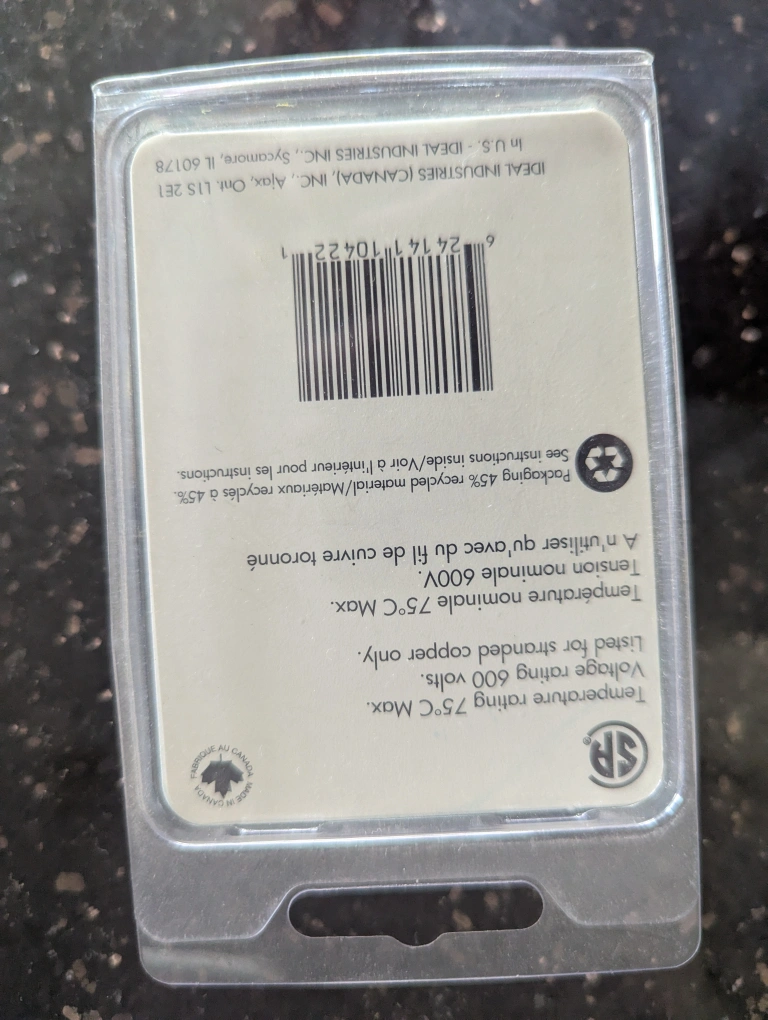 SA®
FABRIQUE AU CANADA
MADE IN CANADA
Temperature rating 75°C Max.
Voltage rating 600 volts.
Listed for stranded copper only.
Température nominale 75°C Max.
Tension nominale 600V.
A n'utiliser qu'avec du fil de cuivre toronné
Packaging 45% recycled material/Matériaux recyclés à 45%.
See instructions inside/Voir à l'intérieur pour les instructions.
6 24141 10422 1
IDEAL INDUSTRIES (CANADA), INC., Ajax, Ont. L1S 2E1
In U.S. - IDEAL INDUSTRIES INC., Sycamore, IL 60178